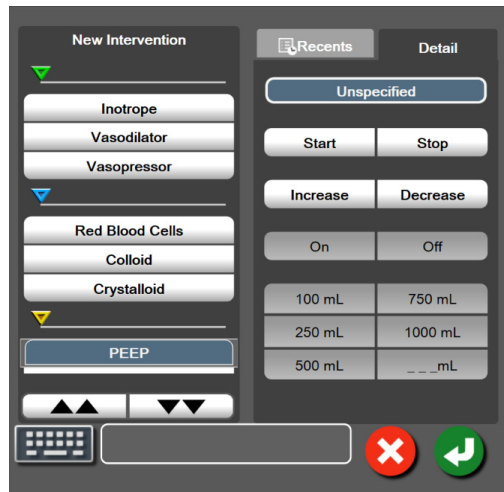 New Intervention
Inotrope
Vasodilator
Vasopressor
Red Blood Cells
Colloid
Crystalloid
PEEP
Recents Detail
Unspecified
Start Stop
Increase Decrease
On Off
100 mL 750 mL
250 mL 1000 mL
500 mL _ _ _mL